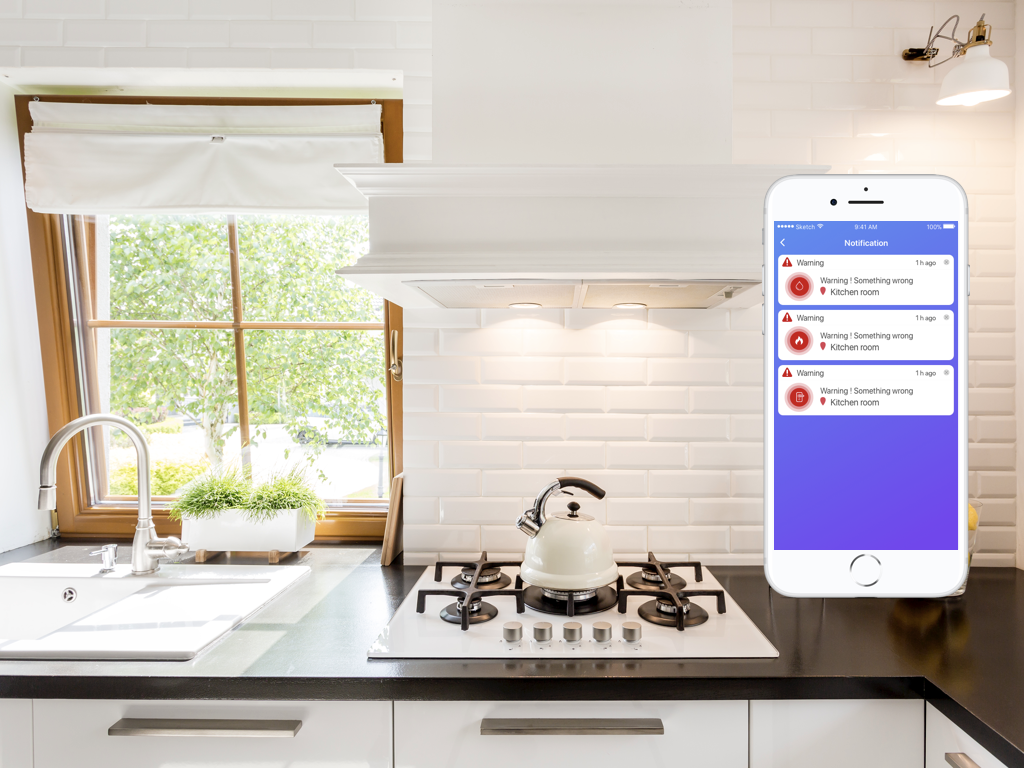 Sketch 9:41 AM 100%
Notification
Warning 1 h ago
Warning ! Something wrong
Kitchen room
Warning 1 h ago
Warning ! Something wrong
Kitchen room
Warning 1 h ago
Warning ! Something wrong
Kitchen room